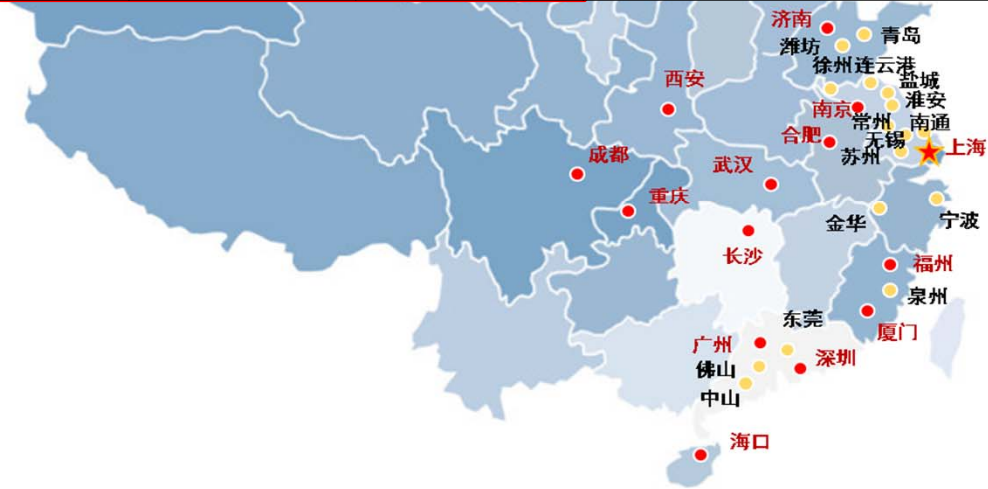 济南
青岛
潍坊
徐州连云港
西安
盐城
淮安
南京
常州
南通
合肥
无锡
上海
苏州
成都
武汉
重庆
金华
宁波
长沙
福州
泉州
东莞
厦门
广州
深圳
佛山
中山
海口